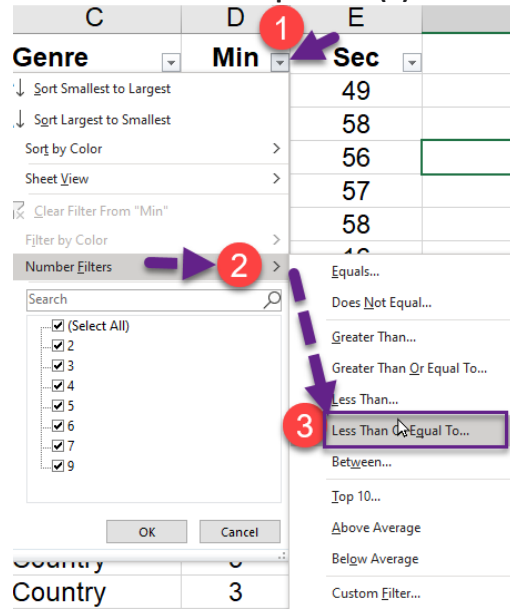 C D E
1
Genre Min Sec
Sort Smallest to Largest
Sort Largest to Smallest
Sort by Color
Sheet View
Clear Filter From "Min"
Filter by Color
Number Filters
2
Search
(Select All)
2
3
4
5
6
7
9
OK Cancel
49
58
56
57
58
Equals...
Does Not Equal...
Greater Than...
Greater Than Or Equal To...
Less Than...
3
Less Than Or Equal To...
Between...
Top 10...
Above Average
Below Average
Custom Filter...
Country
Country 3